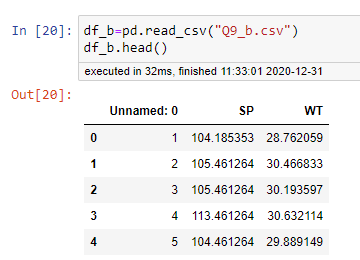 In [20]: df_b=pd.read_csv("Q9_b.csv")
df_b.head()
executed in 32ms, finished 11:33:01 2020-12-31
Out[20]:
Unnamed: 0 SP WT
0 1 104.185353 28.762059
1 2 105.461264 30.466833
2 3 105.461264 30.193597
3 4 113.461264 30.632114
4 5 104.461264 29.889149